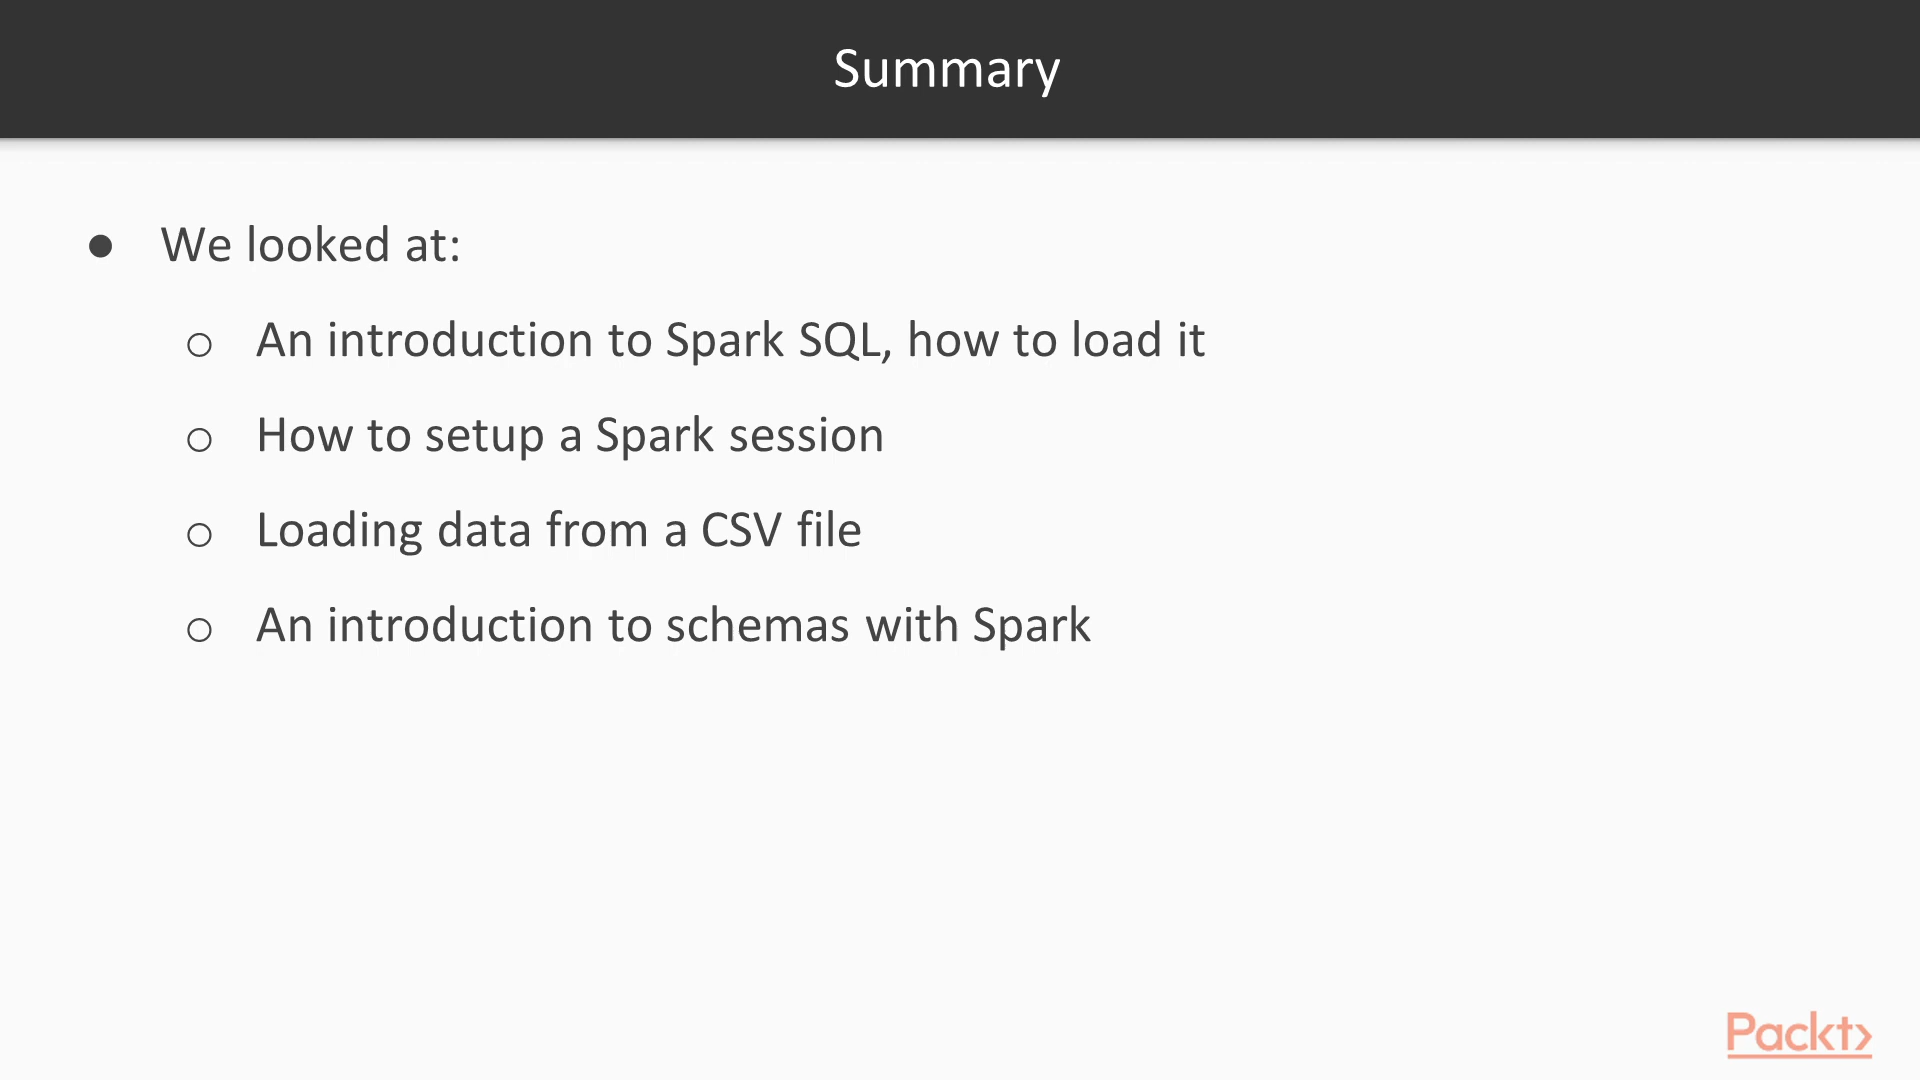 Summary
● We looked at:
○ An introduction to Spark SQL, how to load it
○ How to setup a Spark session
○ Loading data from a CSV file
○ An introduction to schemas with Spark
Packt>